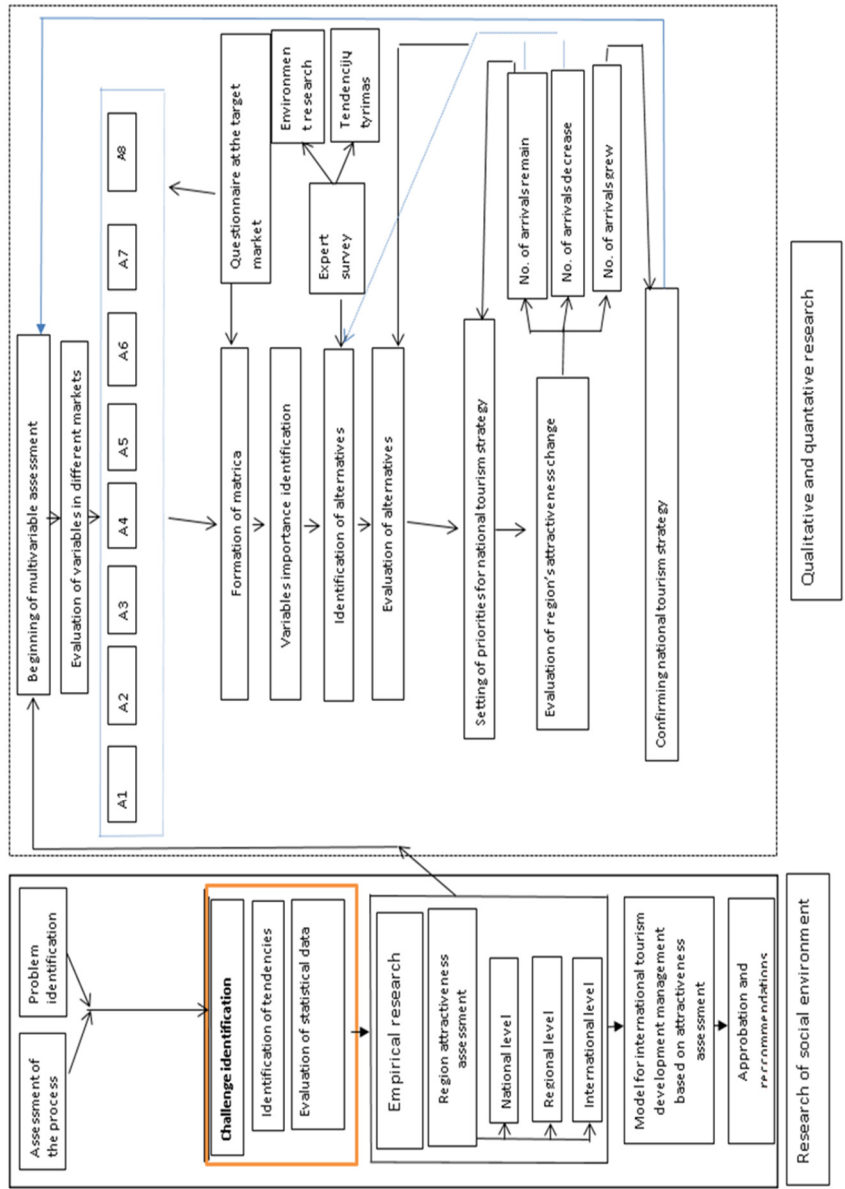 Assessment of
the process
Problem
identification
Challenge identification
Identification of tendencies
Evaluation of statistical data
Empirical research
Region attractiveness
assessment
National level
Regional level
International level
Model for international tourism
development management
based on attractiveness
assessment
Approbation and
reccommendations
Research of social environment
Beginning of multivariable assessment
Evaluation of variables in different markets
A1
A2
A3
A4
A5
A6
A7
A8
Questionnaire at the target
market
Formation of matrica
Variables importance identification
Identification of alternatives
Evaluation of alternatives
Expert
survey
Environmen
t research
Tendencijų
tyrimas
Setting of priorities for national tourism strategy
Evaluation of region's attractiveness change
No. of arrivals remain
No. of arrivals decrease
No. of arrivals grew
Confirming national tourism strategy
Qualitative and quantative research